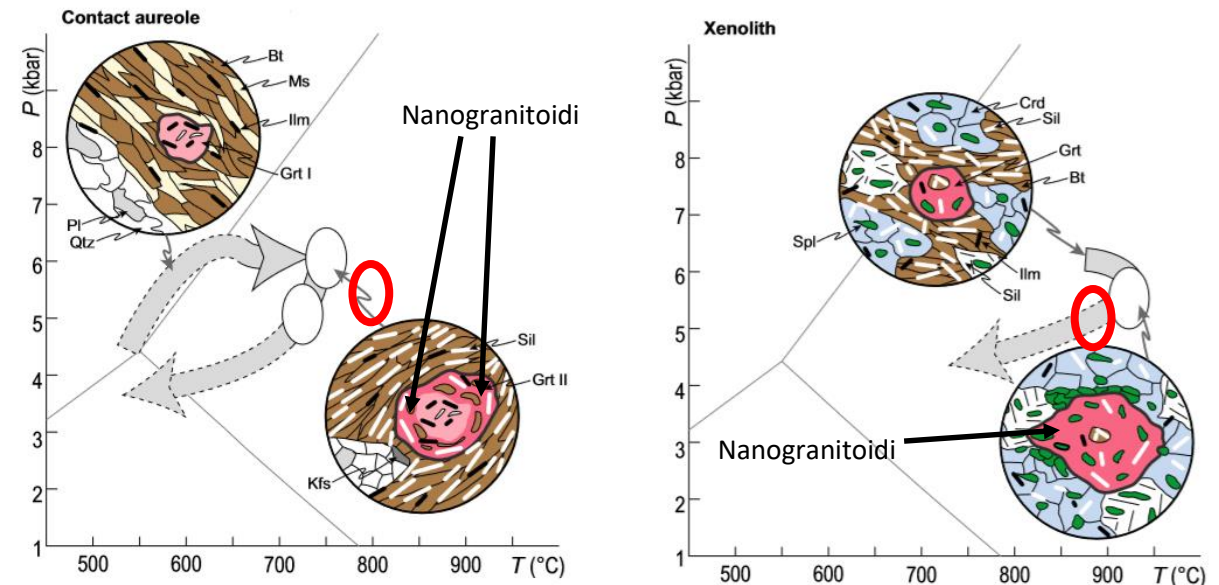 Contact aureole
P (kbar)
8
7
6
5
4
3
2
1
500
600
700
800
900
T (°C)
Bt
Ms
Ilm
Grt I
Pl
Qtz
Nanogranitoidi
Sil
Grt II
Kfs
Xenolith
P (kbar)
8
7
6
5
4
3
2
1
500
600
700
800
900
T (°C)
Crd
Sil
Grt
Bt
Spl
Ilm
Sil
Nanogranitoidi